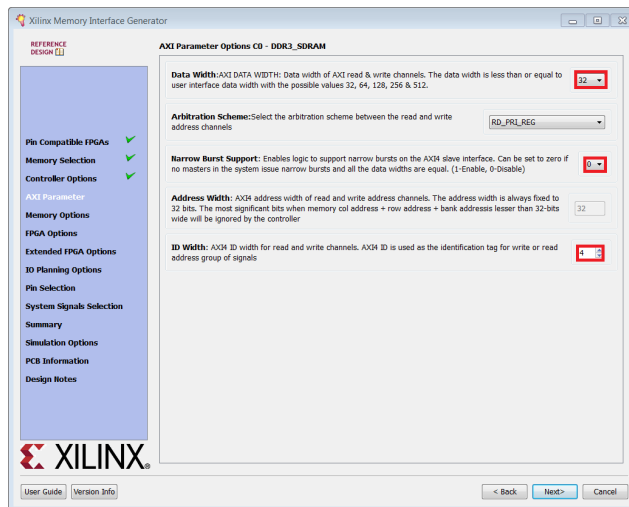 Xilinx Memory Interface Generator
REFERENCE
DESIGN
AXI Parameter Options C0 - DDR3_SDRAM
Data Width:AXI DATA WIDTH: Data width of AXI read & write channels. The data width is less than or equal to
user interface data width with the possible values 32, 64, 128, 256 & 512.
32
Arbitration Scheme:Select the arbitration scheme between the read and write
address channels
RD_PRI_REG
Narrow Burst Support: Enables logic to support narrow bursts on the AXI4 slave interface. Can be set to zero if
no masters in the system issue narrow bursts and all the data widths are equal. (1-Enable, 0-Disable)
0
Address Width: AXI4 address width of read and write address channels. The address width is always fixed to
32 bits. The most significant bits when memory col address + row address + bank addressis lesser than 32-bits
wide will be ignored by the controller
32
ID Width: AXI4 ID width for read and write channels. AXI4 ID is used as the identification tag for write or read
address group of signals
4
Pin Compatible FPGAs
Memory Selection
Controller Options
AXI Parameter
Memory Options
FPGA Options
Extended FPGA Options
IO Planning Options
Pin Selection
System Signals Selection
Summary
Simulation Options
PCB Information
Design Notes
XILINX®
User Guide
Version Info
< Back
Next>
Cancel